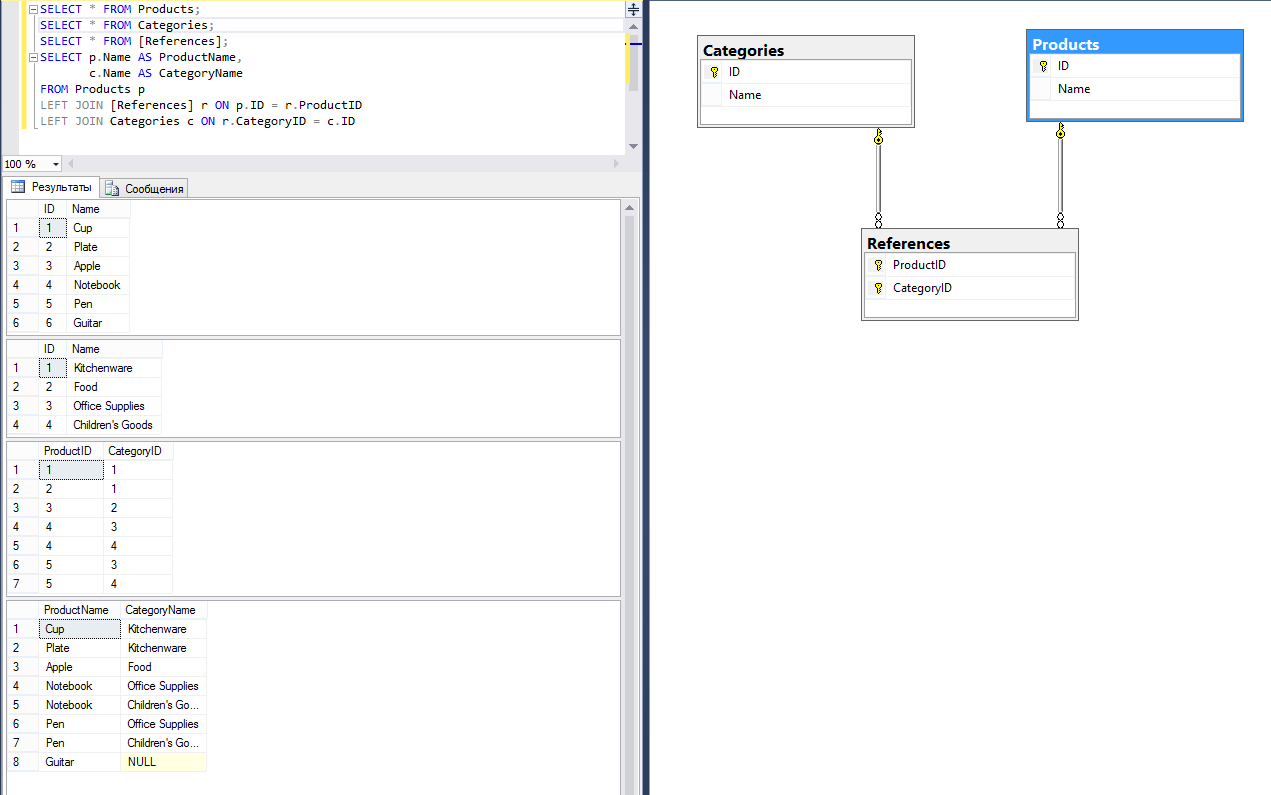 SELECT * FROM Products;
SELECT * FROM Categories;
SELECT * FROM [References];
SELECT p.Name AS ProductName,
c.Name AS CategoryName
FROM Products p
LEFT JOIN [References] r ON p.ID = r.ProductID
LEFT JOIN Categories c ON r.CategoryID = c.ID
100 %
Результаты Сообщения
ID Name
1 1 Cup
2 2 Plate
3 3 Apple
4 4 Notebook
5 5 Pen
6 6 Guitar
ID Name
1 1 Kitchenware
2 2 Food
3 3 Office Supplies
4 4 Children's Goods
ProductID CategoryID
1 1 1
2 2 1
3 3 2
4 4 3
5 4 4
6 5 3
7 5 4
ProductName CategoryName
1 Cup Kitchenware
2 Plate Kitchenware
3 Apple Food
4 Notebook Office Supplies
5 Notebook Children's Go...
6 Pen Office Supplies
7 Pen Children's Go...
8 Guitar NULL
Categories
ID
Name
Products
ID
Name
References
ProductID
CategoryID